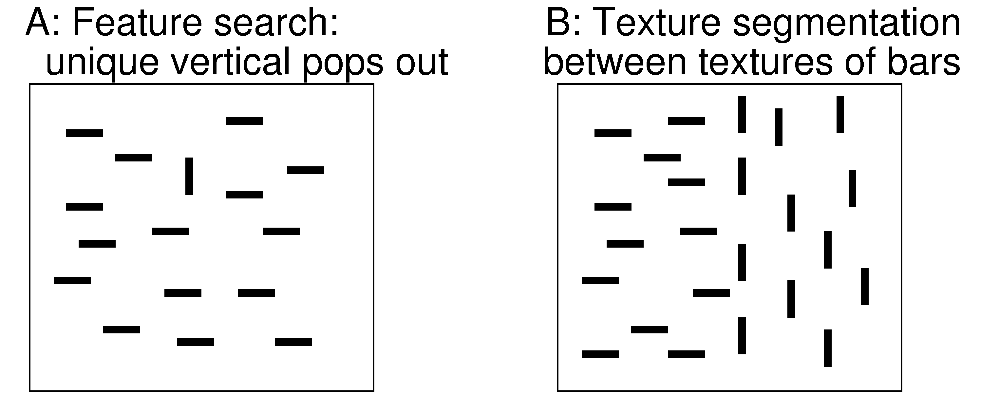 A: Feature search:
unique vertical pops out
B: Texture segmentation
between textures of bars